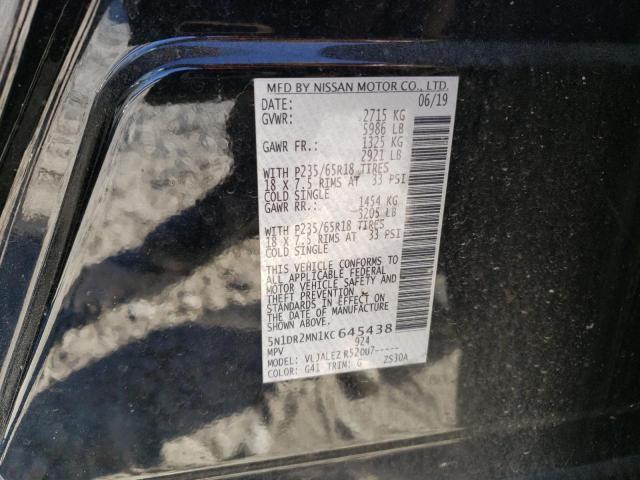 MFD BY NISSAN MOTOR CO., LTD.
DATE: 06/19
GVWR: 2715 KG
5986 LB
GAWR FR.: 1325 KG
2921 LB
WITH P235/65R18 TIRES
18 X 7.5 RIMS AT 33 PSI
COLD SINGLE
GAWR RR.: 1454 KG
3205 LB
WITH P235/65R18 TIRES
18 X 7.5 RIMS AT 33 PSI
COLD SINGLE
THIS VEHICLE CONFORMS TO
ALL APPLICABLE FEDERAL
MOTOR VEHICLE SAFETY AND
THEFT PREVENTION
STANDARDS IN EFFECT ON
THE DATE OF MANUFACTURE
SHOWN ABOVE.
5N1DR2MN1KC645438
MPV 924
MODEL: VLJALEZ R520U7-----
COLOR: G41 TRIM: G ZS30A